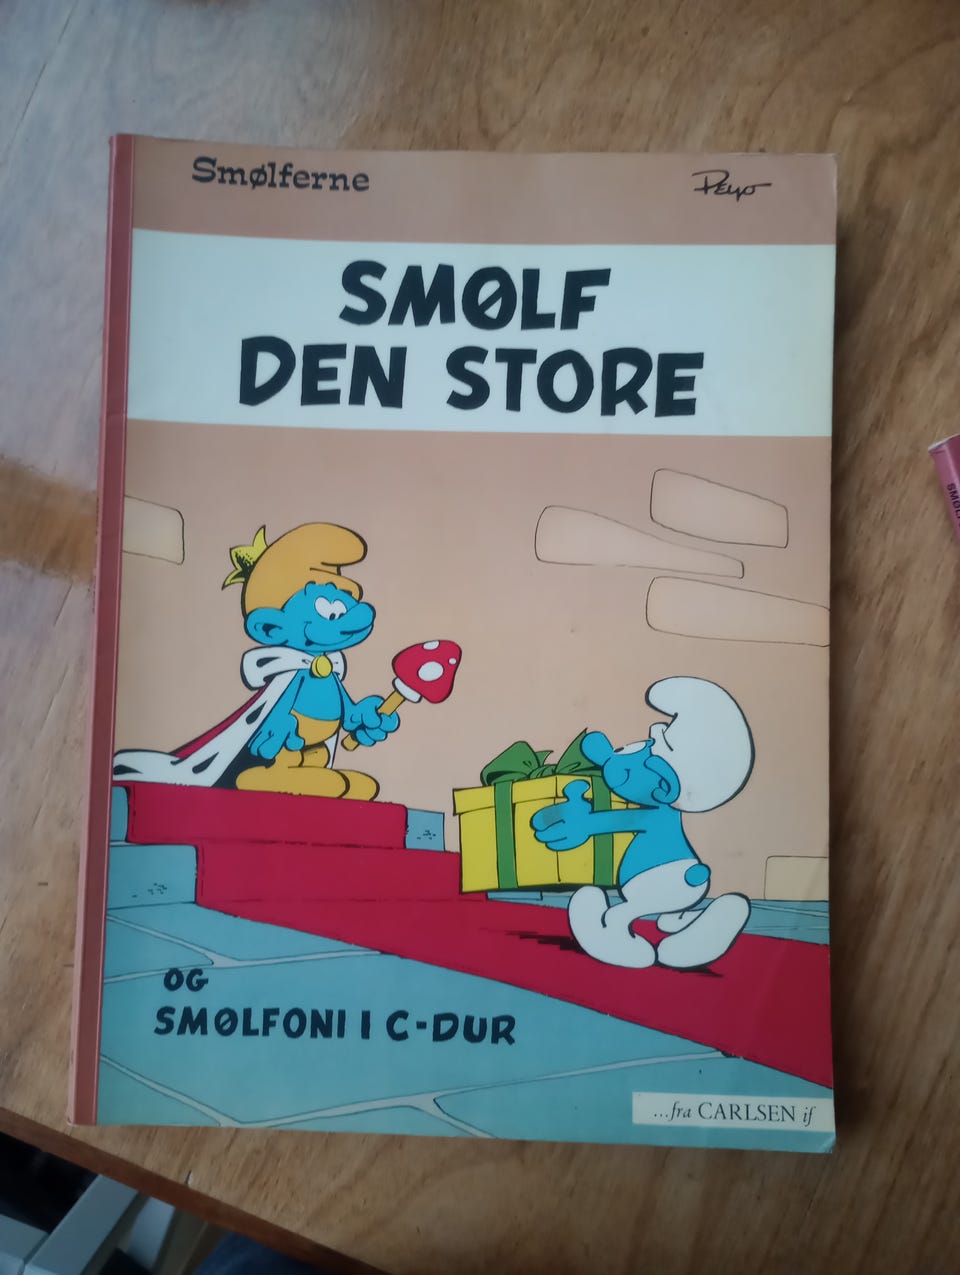 Smølferne
Peyo
SMØLF
DEN STORE
OG
SMØLFONI I C-DUR
...fra CARLSEN if